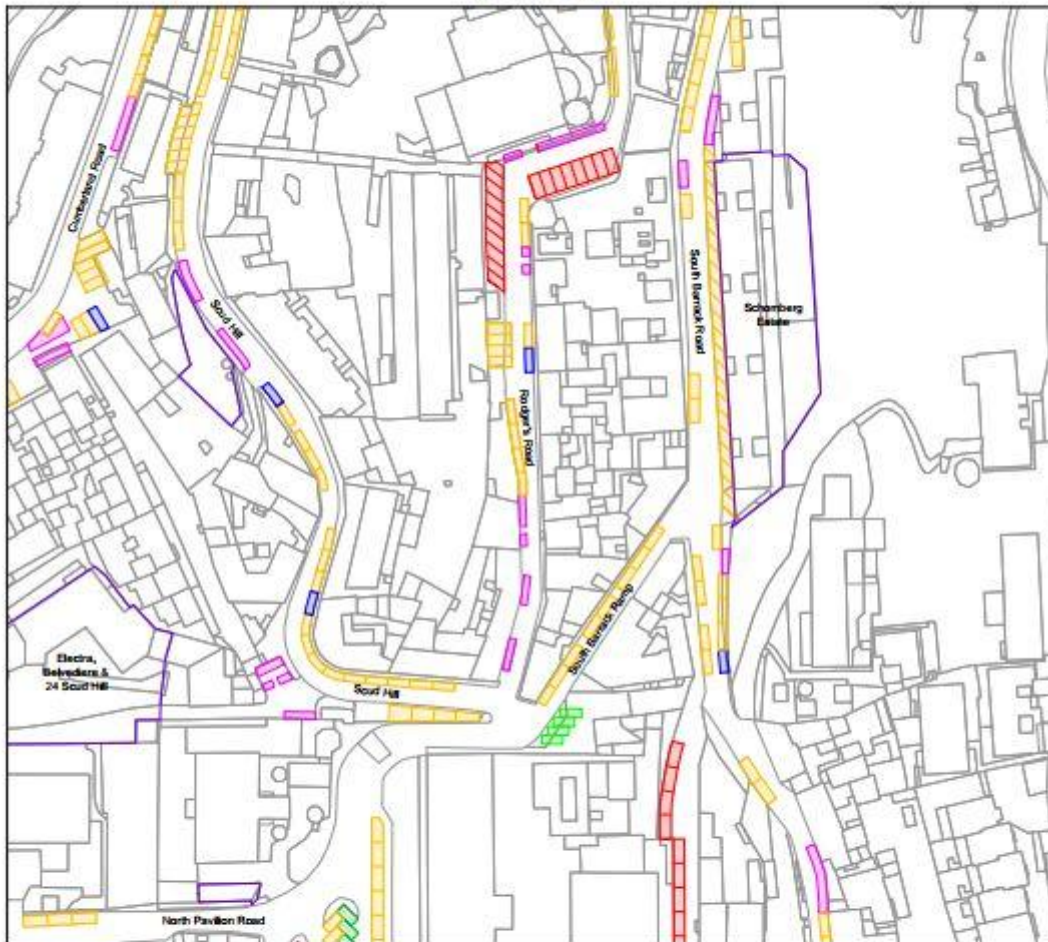 Cumberland Road
Scud Hill
South Barrack Road
Schomberg
Estate
Rodger's Road
South Barrack Ramp
Electra,
Belvedere &
24 Scud Hill
Scud Hill
North Pavilion Road